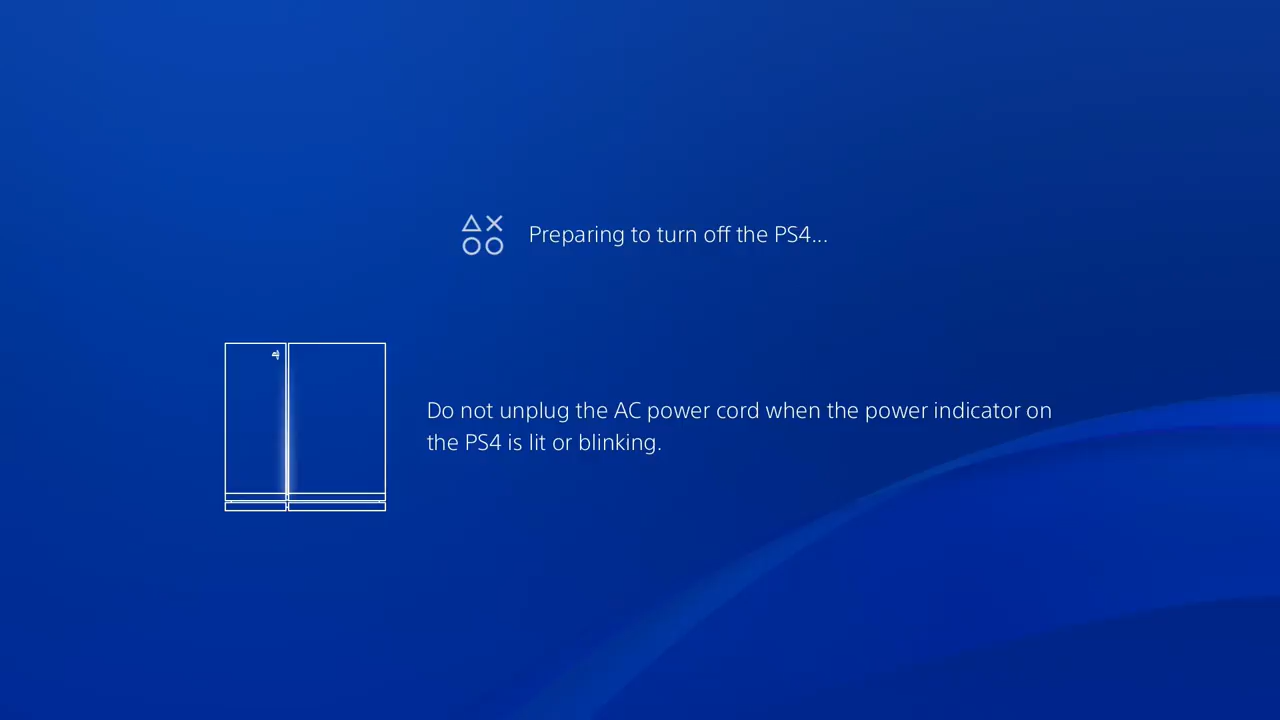 Preparing to turn off the PS4...
Do not unplug the AC power cord when the power indicator on
the PS4 is lit or blinking.